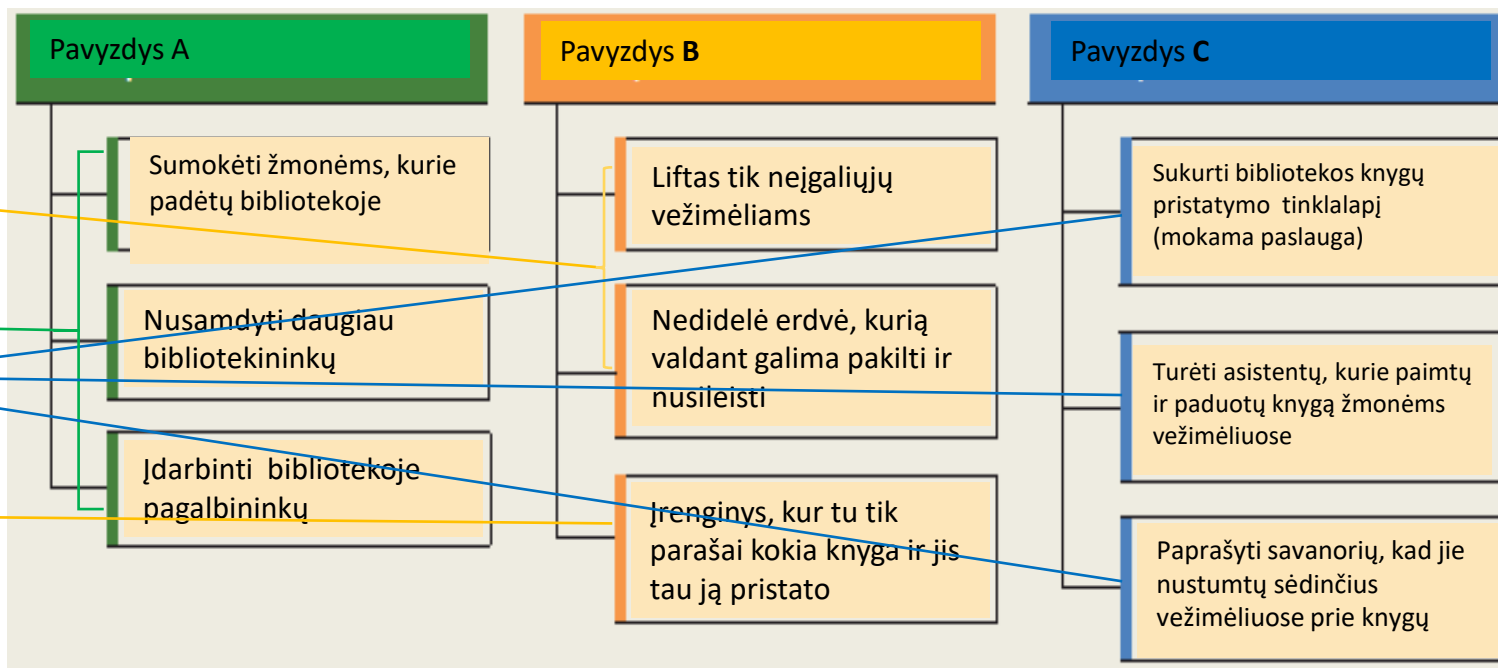 Pavyzdys A
Sumokėti žmonėms, kurie
padėtų bibliotekoje
Nusamdyti daugiau
bibliotekininkų
Įdarbinti bibliotekoje
pagalbininkų
Pavyzdys B
Liftas tik neįgaliųjų
vežimėliams
Nedidelė erdvė, kurią
valdant galima pakilti ir
nusileisti
Įrenginys, kur tu tik
parašai kokia knyga ir jis
tau ją pristato
Pavyzdys C
Sukurti bibliotekos knygų
pristatymo tinklalapį
(mokama paslauga)
Turėti asistentų, kurie paimtų
ir paduotų knygą žmonėms
vežimėliuose
Paprašyti savanorių, kad jie
nustumtų sėdinčius
vežimėliuose prie knygų